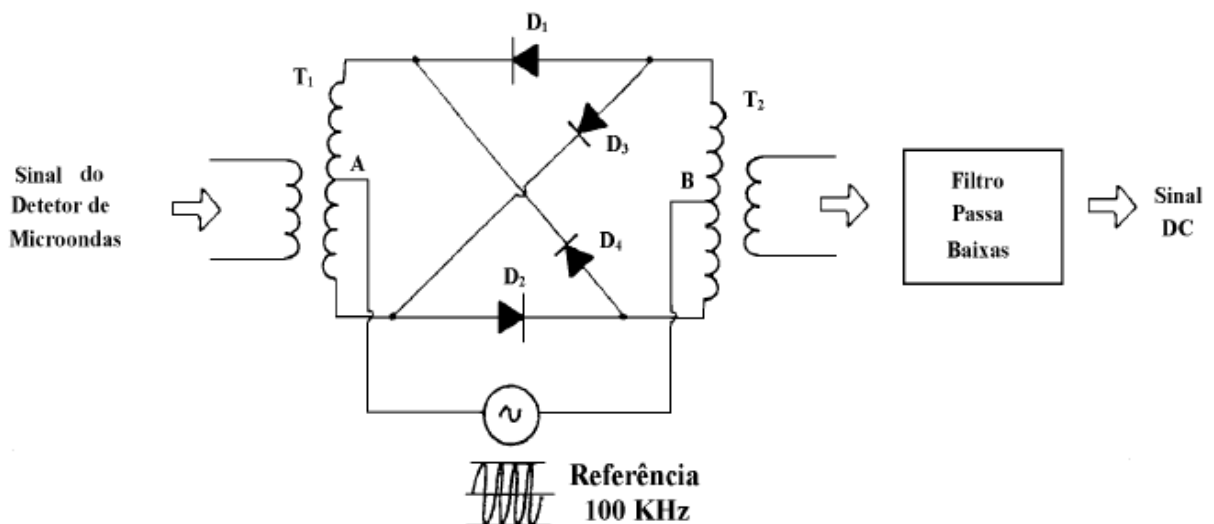 D₁
T₁
T₂
D₃
A
B
Sinal do
Detetor de
Microondas
Filtro
Passa
Baixas
Sinal
DC
D₄
D₂
Referência
100 KHz